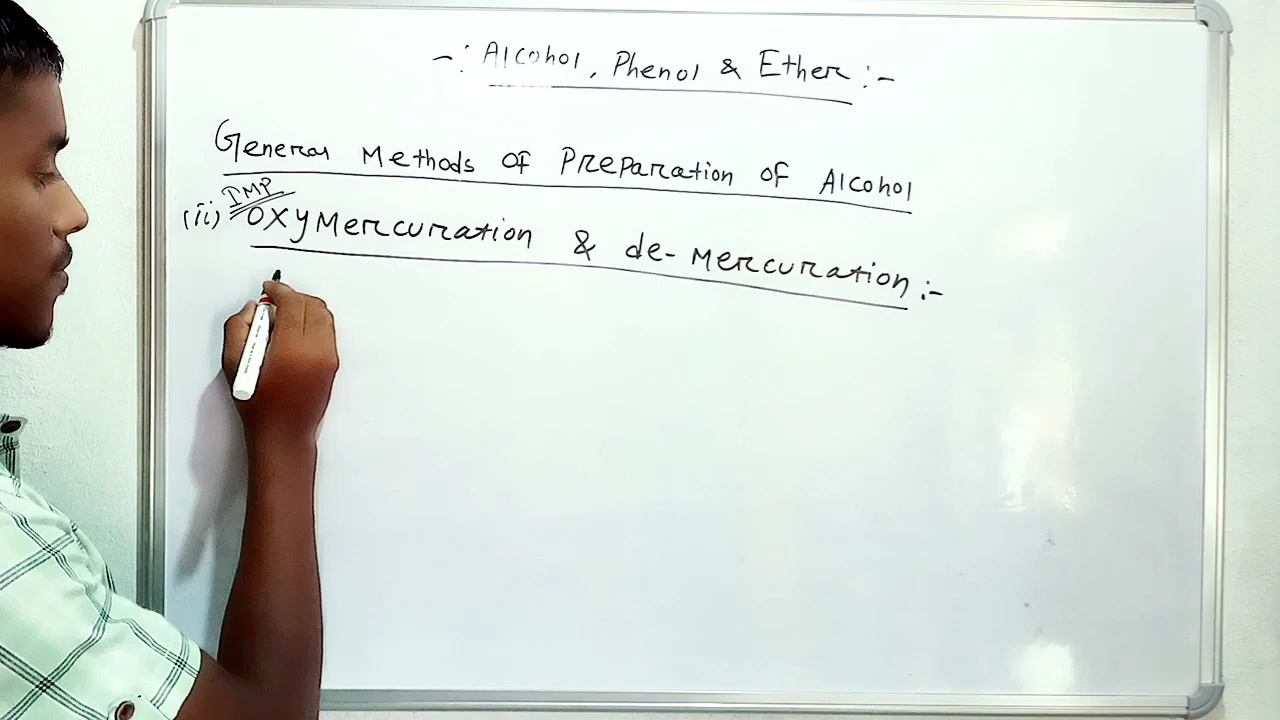 -: Alcohol, Phenol & Ether :-
General Methods of Preparation of Alcohol
IMP
(ii) Oxymercuration & de-mercuration :-